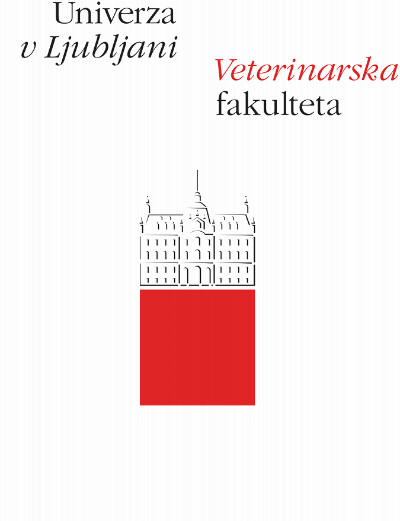 Univerza
v Ljubljani
Veterinarska
fakulteta